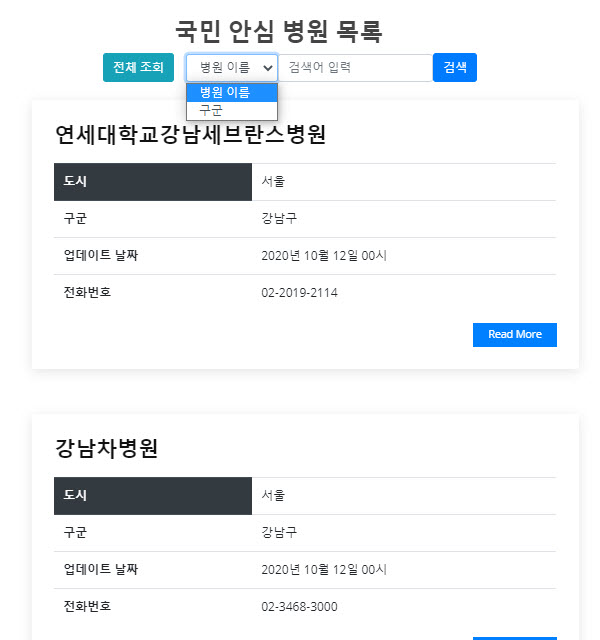 국민 안심 병원 목록
전체 조회 병원 이름 검색어 입력 검색
병원 이름
구군
연세대학교강남세브란스병원
도시 서울
구군 강남구
업데이트 날짜 2020년 10월 12일 00시
전화번호 02-2019-2114
Read More
강남차병원
도시 서울
구군 강남구
업데이트 날짜 2020년 10월 12일 00시
전화번호 02-3468-3000